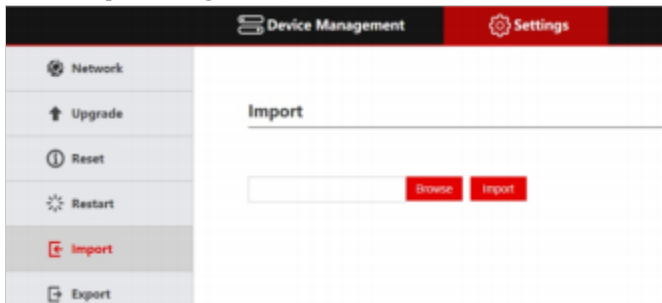 Device Management
Settings
Network
Upgrade
Import
Reset
Browse
Import
Restart
Import
Export